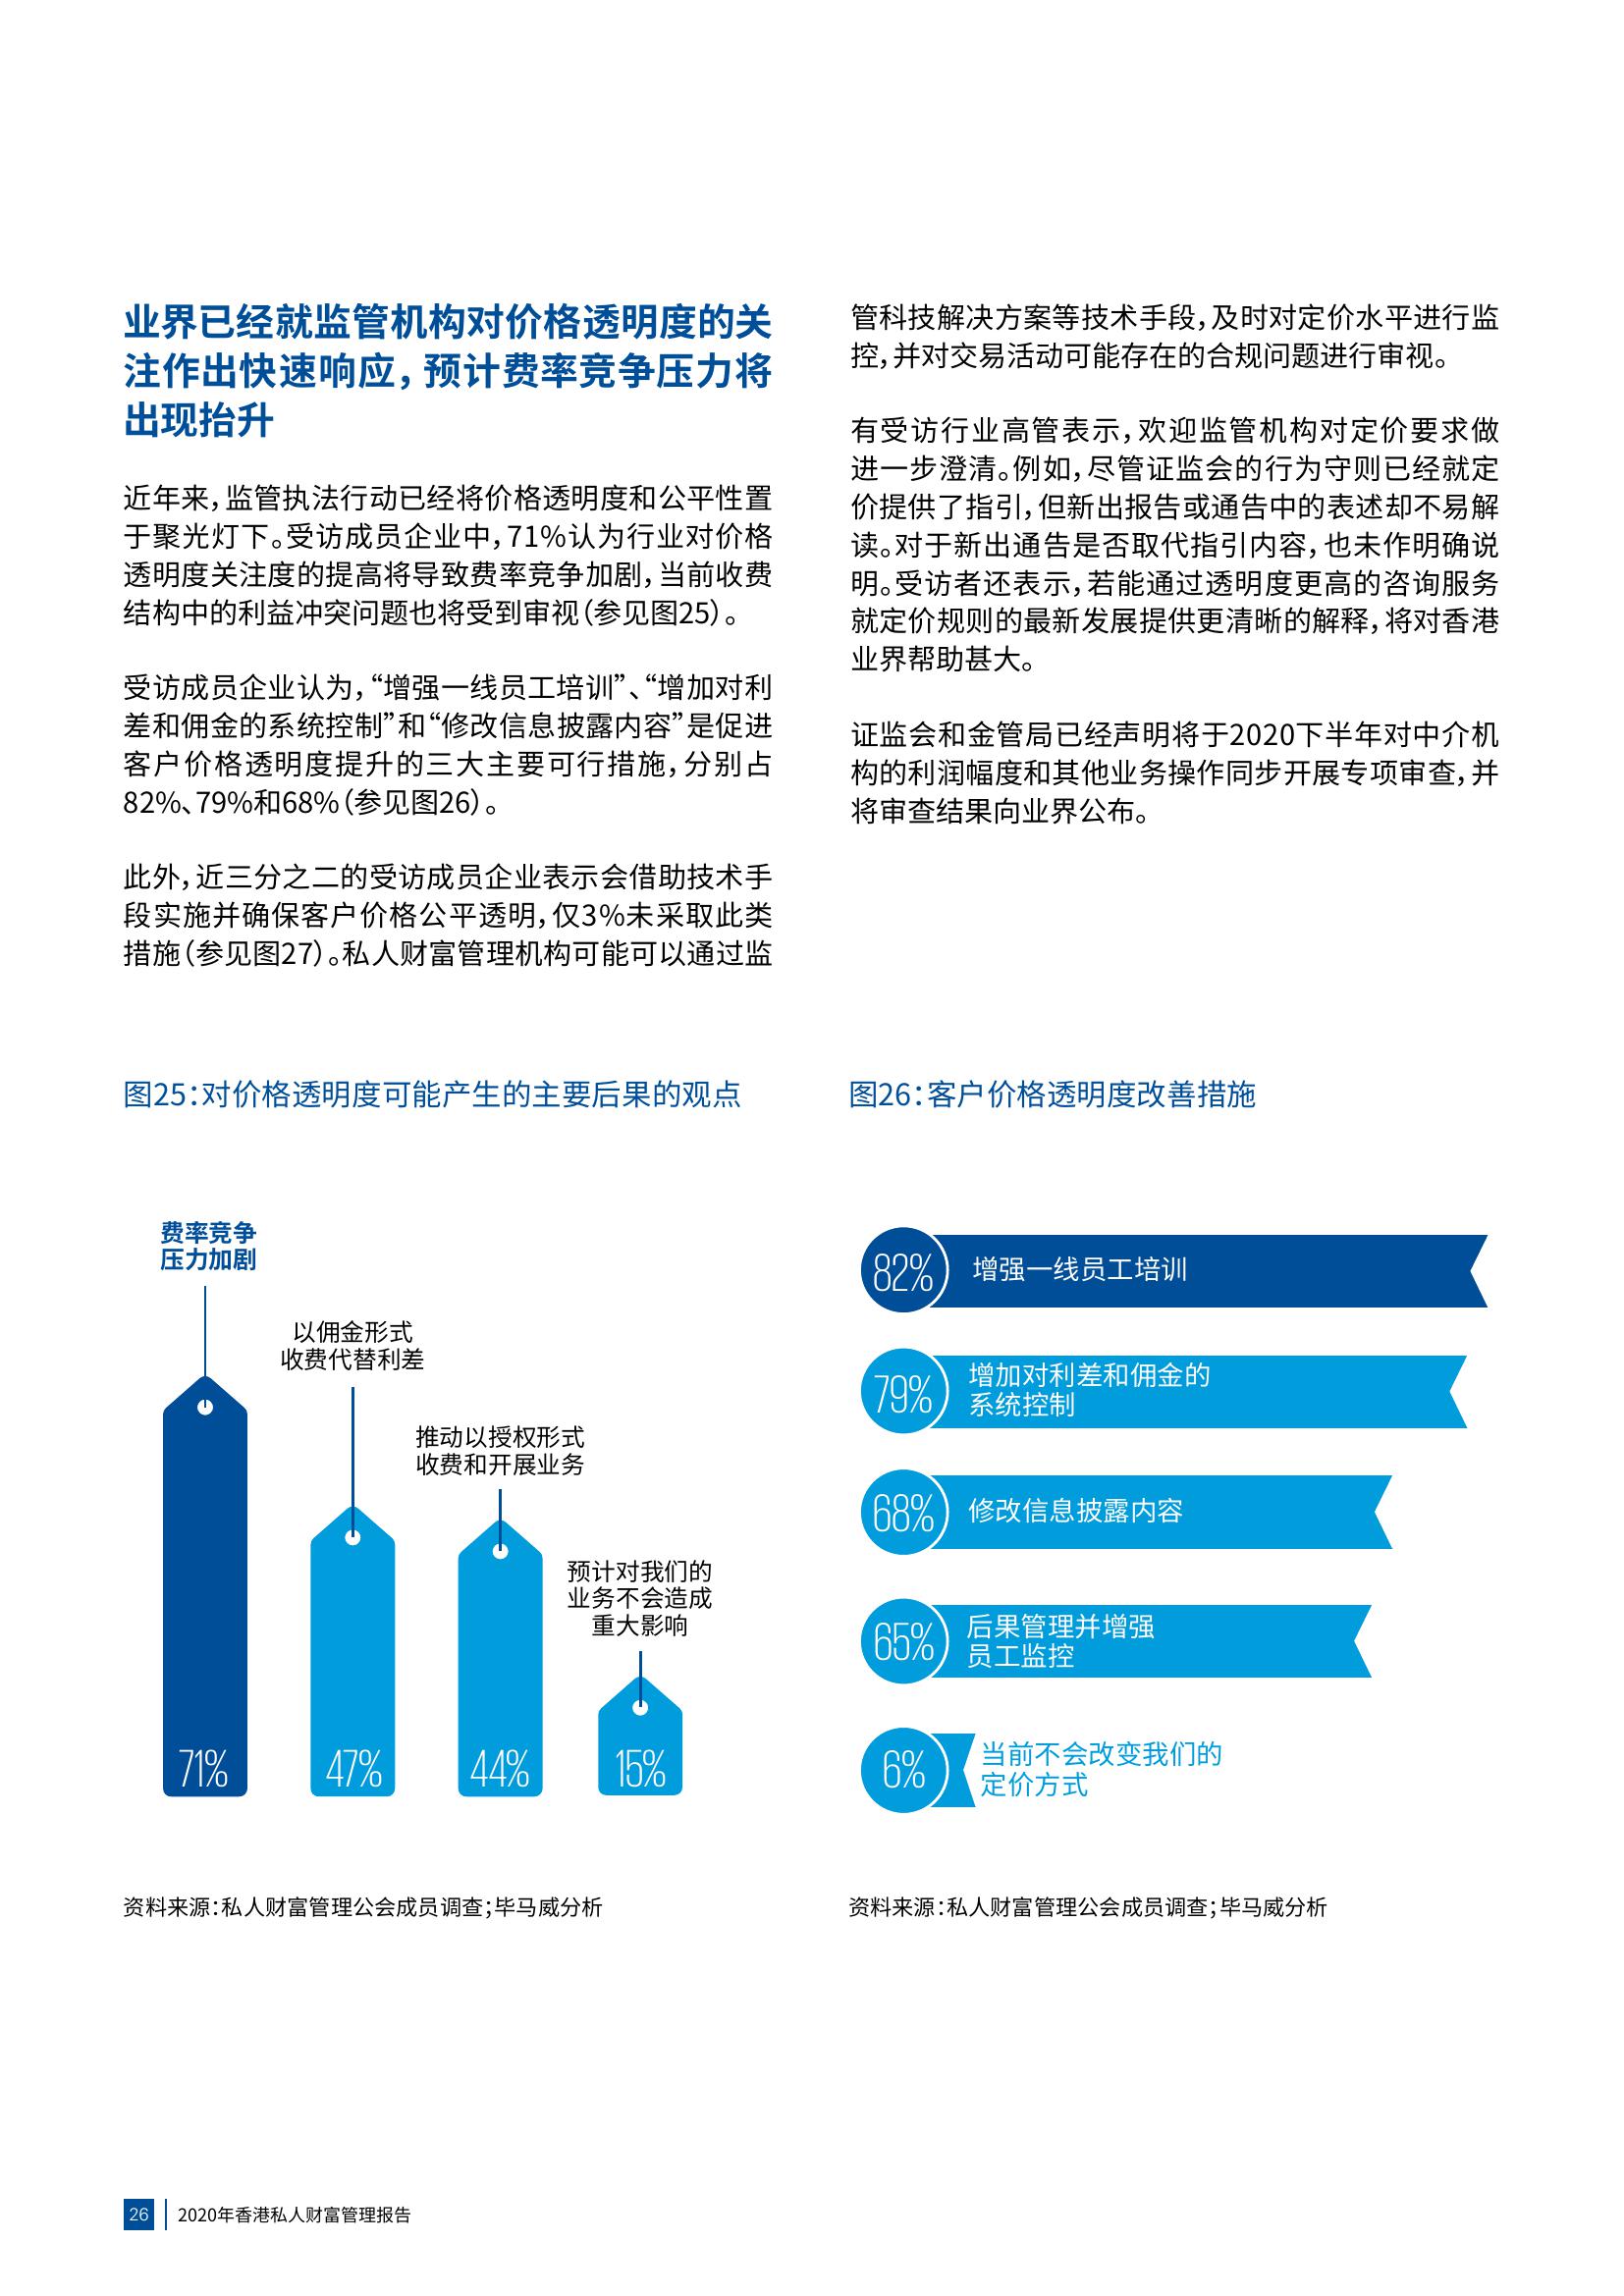 业界已经就监管机构对价格透明度的关
注作出快速响应，预计费率竞争压力将
出现抬升
近年来，监管执法行动已经将价格透明度和公平性置
于聚光灯下。受访成员企业中，71%认为行业对价格
透明度关注度的提高将导致费率竞争加剧，当前收费
结构中的利益冲突问题也将受到审视（参见图25）。
受访成员企业认为，“增强一线员工培训”、“增加对利
差和佣金的系统控制”和“修改信息披露内容”是促进
客户价格透明度提升的三大主要可行措施，分别占
82%、79%和68%（参见图26）。
此外，近三分之二的受访成员企业表示会借助技术手
段实施并确保客户价格公平透明，仅3%未采取此类
措施（参见图27）。私人财富管理机构可能可以通过监
管科技解决方案等技术手段，及时对定价水平进行监
控，并对交易活动可能存在的合规问题进行审视。
有受访行业高管表示，欢迎监管机构对定价要求做
进一步澄清。例如，尽管证监会的行为守则已经就定
价提供了指引，但新出报告或通告中的表述却不易解
读。对于新出通告是否取代指引内容，也未作明确说
明。受访者还表示，若能通过透明度更高的咨询服务
就定价规则的最新发展提供更清晰的解释，将对香港
业界帮助甚大。
证监会和金管局已经声明将于2020下半年对中介机
构的利润幅度和其他业务操作同步开展专项审查，并
将审查结果向业界公布。
图25：对价格透明度可能产生的主要后果的观点
费率竞争
压力加剧
以佣金形式
收费代替利差
推动以授权形式
收费和开展业务
预计对我们的
业务不会造成
重大影响
71%
47%
44%
15%
资料来源：私人财富管理公会成员调查；毕马威分析
图26：客户价格透明度改善措施
82%
增强一线员工培训
79%
增加对利差和佣金的
系统控制
68%
修改信息披露内容
65%
后果管理并增强
员工监控
6%
当前不会改变我们的
定价方式
资料来源：私人财富管理公会成员调查；毕马威分析
26
2020年香港私人财富管理报告